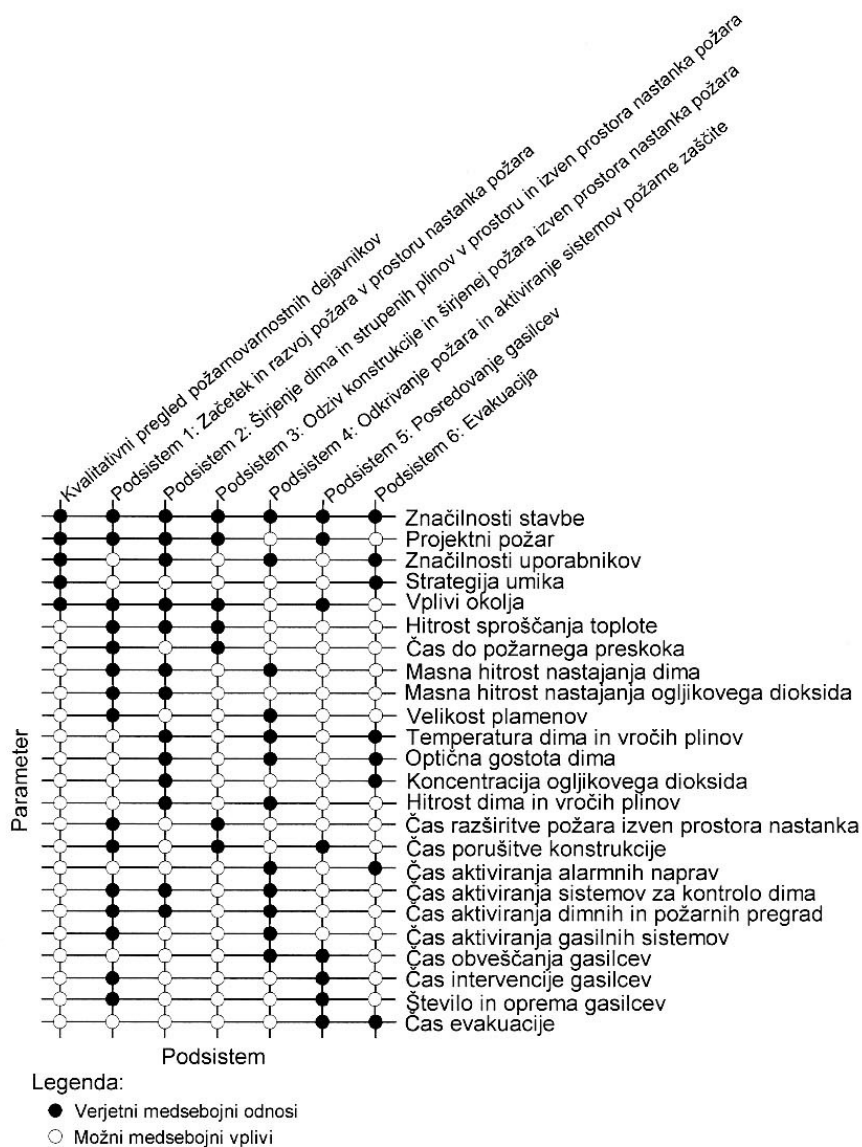 Kvalitativni pregled požarnovarnostnih dejavnikov
Podsistem 1: Začetek in razvoj požara v prostoru nastanka požara
Podsistem 2: Širjenje dima in strupenih plinov v prostoru in izven prostora nastanka požara
Podsistem 3: Odziv konstrukcije in širjenej požara izven prostora nastanka požara
Podsistem 4: Odkrivanje požara in aktiviranje sistemov požarne zaščite
Podsistem 5: Posredovanje gasilcev
Podsistem 6: Evakuacija
Značilnosti stavbe
Projektni požar
Značilnosti uporabnikov
Strategija umika
Vplivi okolja
Hitrost sproščanja toplote
Čas do požarnega preskoka
Masna hitrost nastajanja dima
Masna hitrost nastajanja ogljikovega dioksida
Velikost plamenov
Temperatura dima in vročih plinov
Optična gostota dima
Koncentracija ogljikovega dioksida
Hitrost dima in vročih plinov
Čas razširitve požara izven prostora nastanka
Čas porušitve konstrukcije
Čas aktiviranja alarmnih naprav
Čas aktiviranja sistemov za kontrolo dima
Čas aktiviranja dimnih in požarnih pregrad
Čas aktiviranja gasilnih sistemov
Čas obveščanja gasilcev
Čas intervencije gasilcev
Število in oprema gasilcev
Čas evakuacije
Parameter
Podsistem
Legenda:
Verjetni medsebojni odnosi
Možni medsebojni vplivi